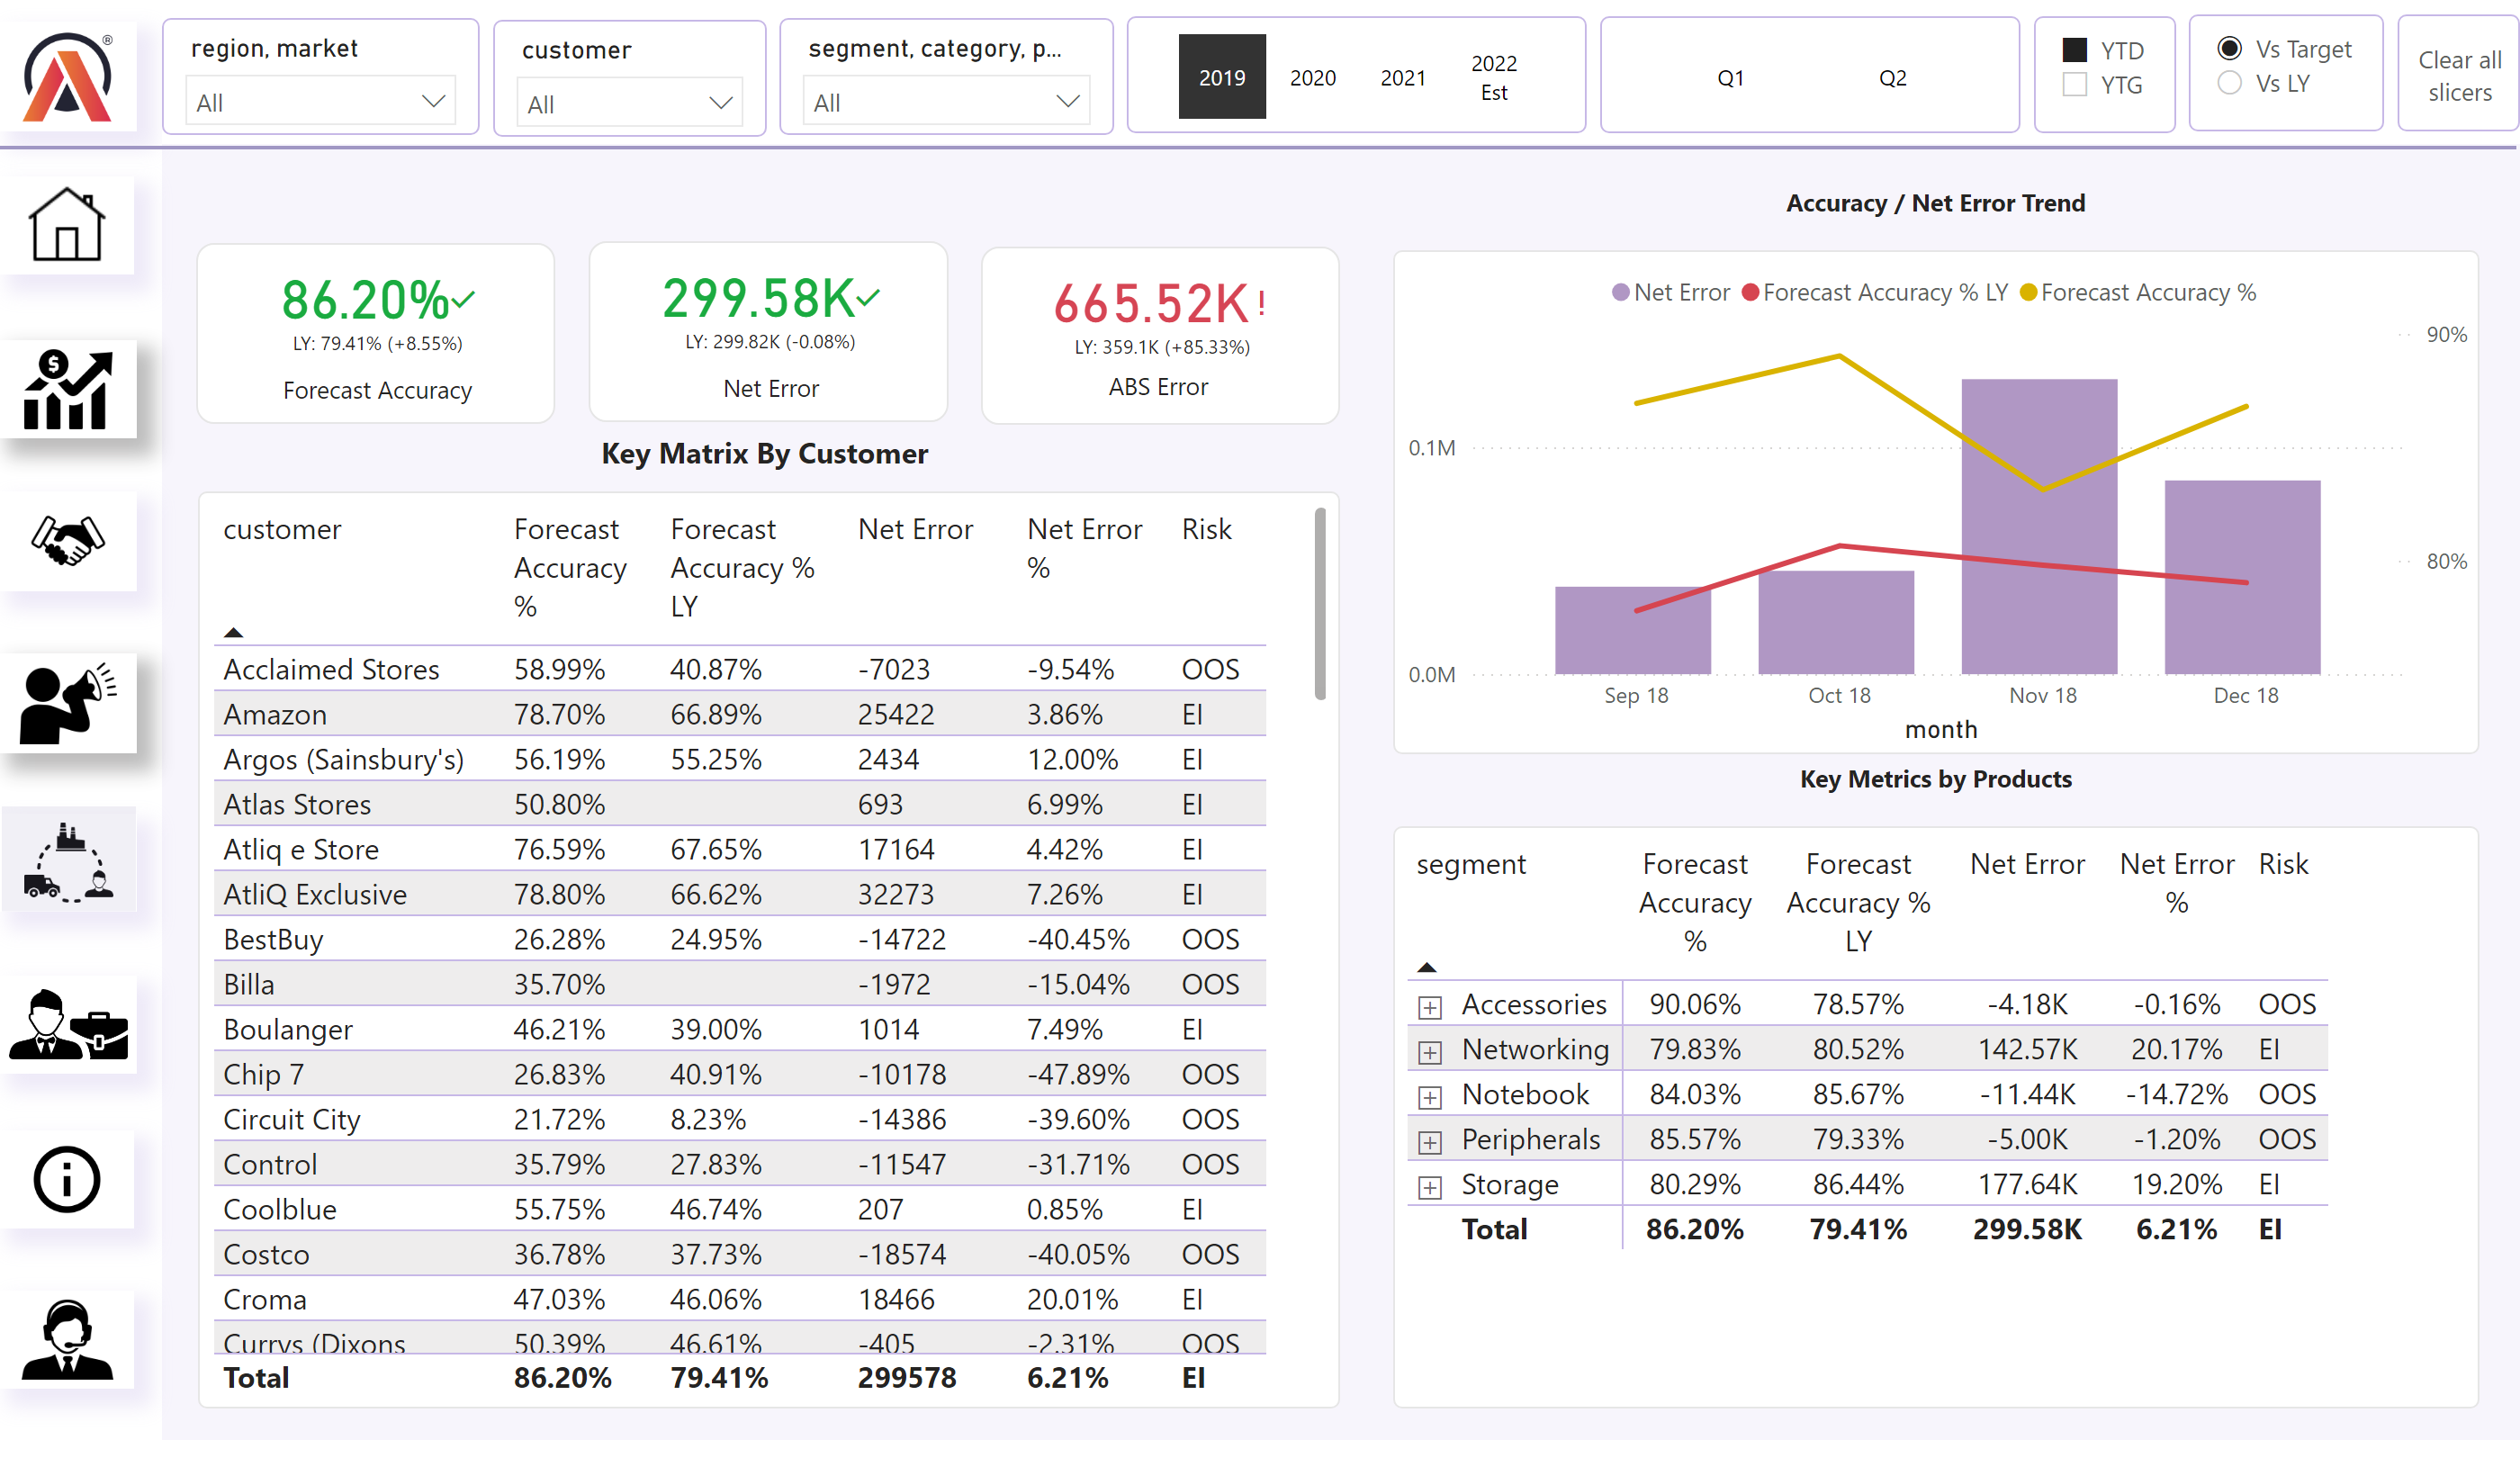 ®
region, market
All
customer
All
segment, category, p...
All
2019
2020
2021
2022
Est
Q1
Q2
YTD
YTG
Vs Target
Vs LY
Clear all
slicers
86.20%
LY: 79.41% (+8.55%)
Forecast Accuracy
299.58K
LY: 299.82K (-0.08%)
Net Error
665.52K !
LY: 359.1K (+85.33%)
ABS Error
Accuracy / Net Error Trend
Net Error Forecast Accuracy % LY Forecast Accuracy %
90%
0.1M
80%
0.0M
Sep 18 Oct 18 Nov 18 Dec 18
month
Key Matrix By Customer
customer Forecast Forecast Net Error Net Error Risk
Accuracy Accuracy % %
% LY
Acclaimed Stores 58.99% 40.87% -7023 -9.54% OOS
Amazon 78.70% 66.89% 25422 3.86% EI
Argos (Sainsbury's) 56.19% 55.25% 2434 12.00% EI
Atlas Stores 50.80% 693 6.99% EI
Atliq e Store 76.59% 67.65% 17164 4.42% EI
AtliQ Exclusive 78.80% 66.62% 32273 7.26% EI
BestBuy 26.28% 24.95% -14722 -40.45% OOS
Billa 35.70% -1972 -15.04% OOS
Boulanger 46.21% 39.00% 1014 7.49% EI
Chip 7 26.83% 40.91% -10178 -47.89% OOS
Circuit City 21.72% 8.23% -14386 -39.60% OOS
Control 35.79% 27.83% -11547 -31.71% OOS
Coolblue 55.75% 46.74% 207 0.85% EI
Costco 36.78% 37.73% -18574 -40.05% OOS
Croma 47.03% 46.06% 18466 20.01% EI
Currys (Dixons 50.39% 46.61% -405 -2.31% OOS
Total 86.20% 79.41% 299578 6.21% EI
Key Metrics by Products
segment Forecast Forecast Net Error Net Error Risk
Accuracy Accuracy % %
% LY
Accessories 90.06% 78.57% -4.18K -0.16% OOS
Networking 79.83% 80.52% 142.57K 20.17% EI
Notebook 84.03% 85.67% -11.44K -14.72% OOS
Peripherals 85.57% 79.33% -5.00K -1.20% OOS
Storage 80.29% 86.44% 177.64K 19.20% EI
Total 86.20% 79.41% 299.58K 6.21% EI